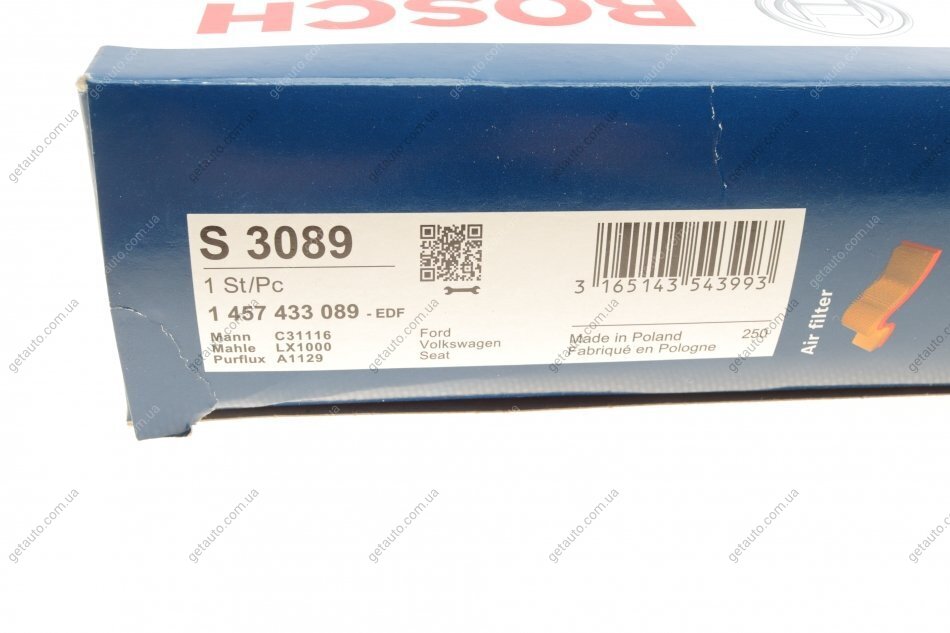 BOSCH
S 3089
1 St/Pc
1 457 433 089 - EDF
Mann C31116
Mahle LX1000
Purflux A1129
Ford
Volkswagen
Seat
3 165143 543993
Made in Poland 250
Fabriqué en Pologne
Air filter
getauto.com.ua